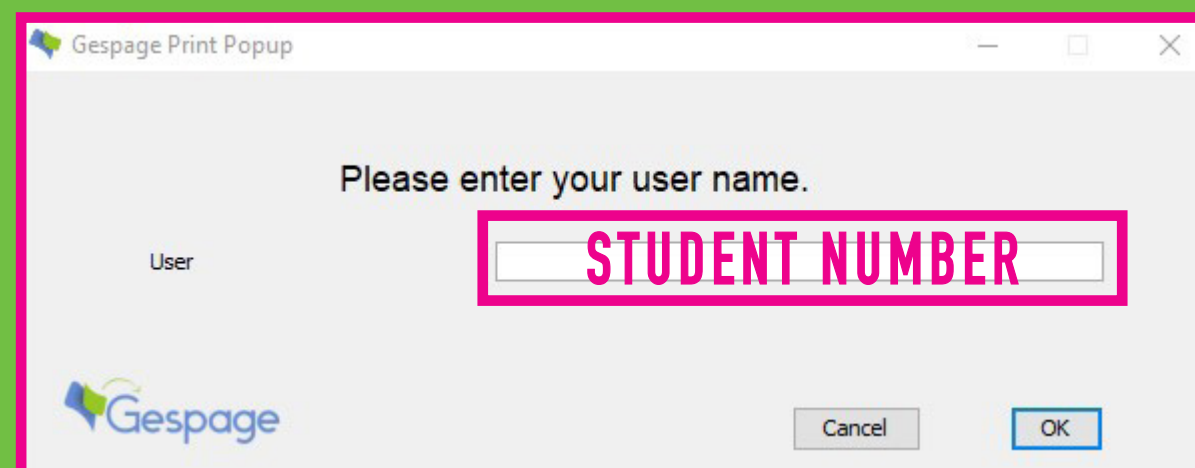 Gespage Print Popup
Please enter your user name.
User
STUDENT NUMBER
Gespage
Cancel
OK